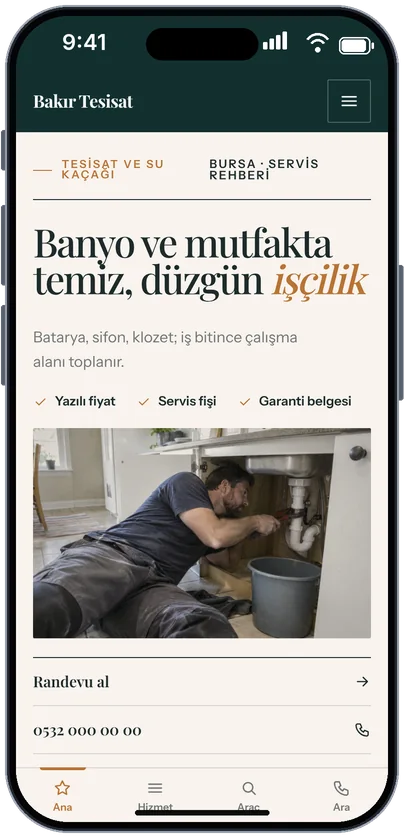 9:41
Bakır Tesisat
TESİSAT VE SU KAÇAĞI
BURSA · SERVİS REHBERİ
Banyo ve mutfakta
temiz, düzgün işçilik
Batarya, sifon, klozet; iş bitince çalışma
alanı toplanır.
Yazılı fiyat
Servis fişi
Garanti belgesi
Randevu al
0532 000 00 00
Ana
Hizmet
Araç
Ara